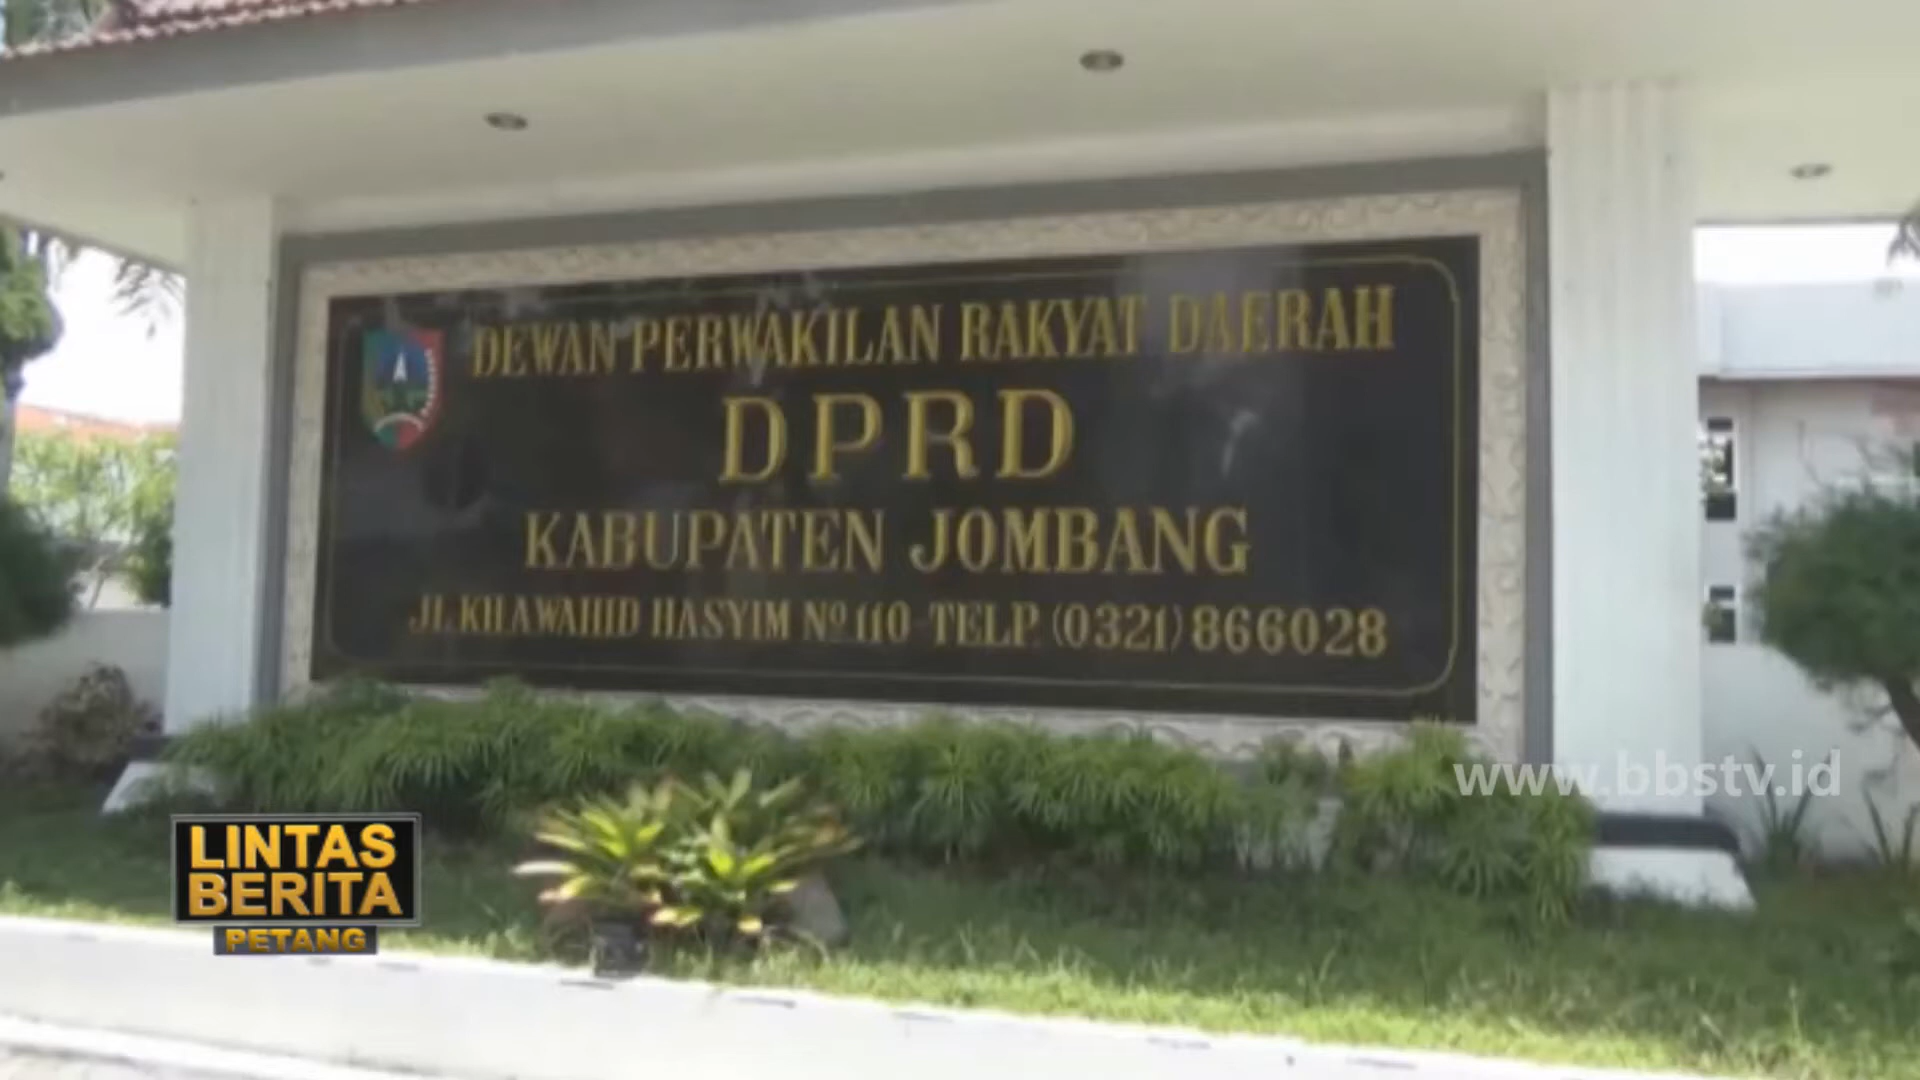 DEWAN PERWAKILAN RAKYAT DAERAH
DPRD
KABUPATEN JOMBANG
JL. KH.A WAHID HASYIM Nº 110 TELP. (0321) 866028
www.bbstv.id
LINTAS
BERITA
PETANG